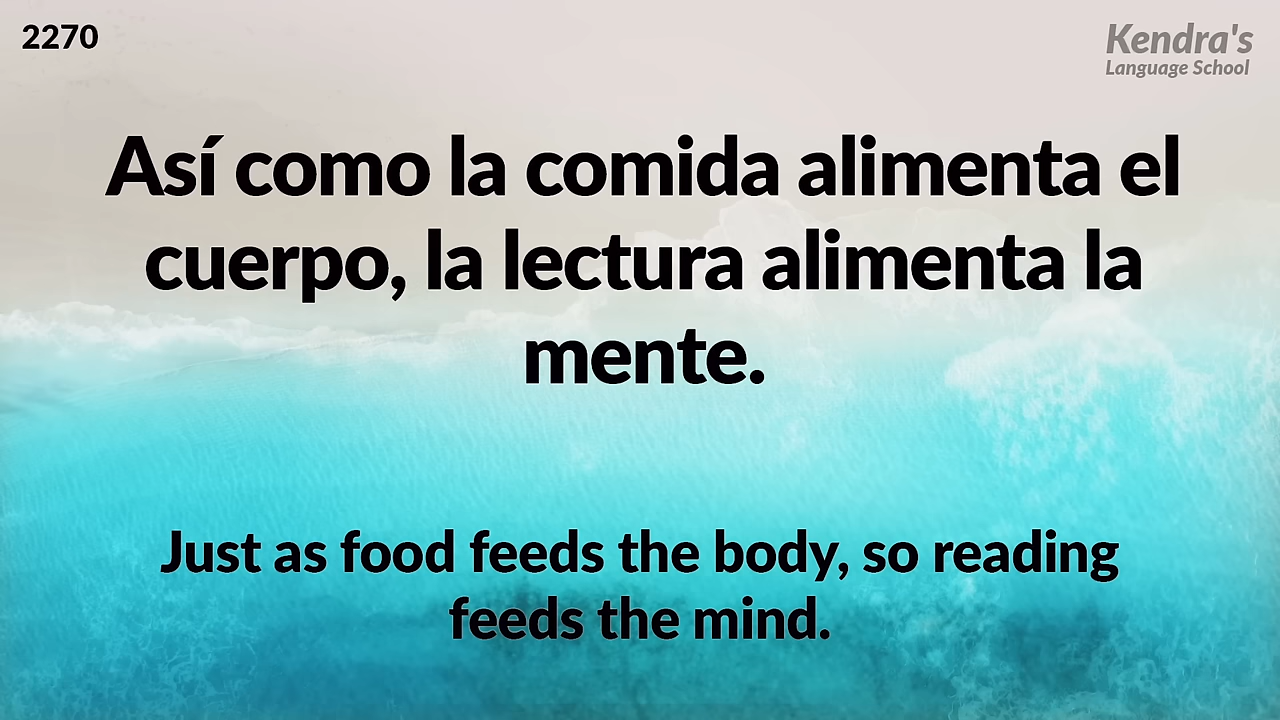 2270
Kendra's
Language School
Así como la comida alimenta el
cuerpo, la lectura alimenta la
mente.
Just as food feeds the body, so reading
feeds the mind.